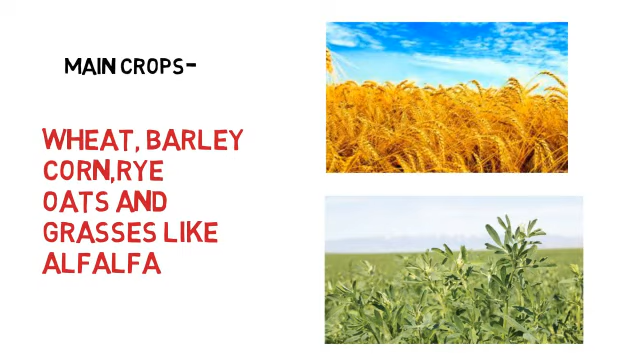 MAIN CROPS-
WHEAT, BARLEY
CORN,RYE
OATS AND
GRASSES LIKE
ALFALFA